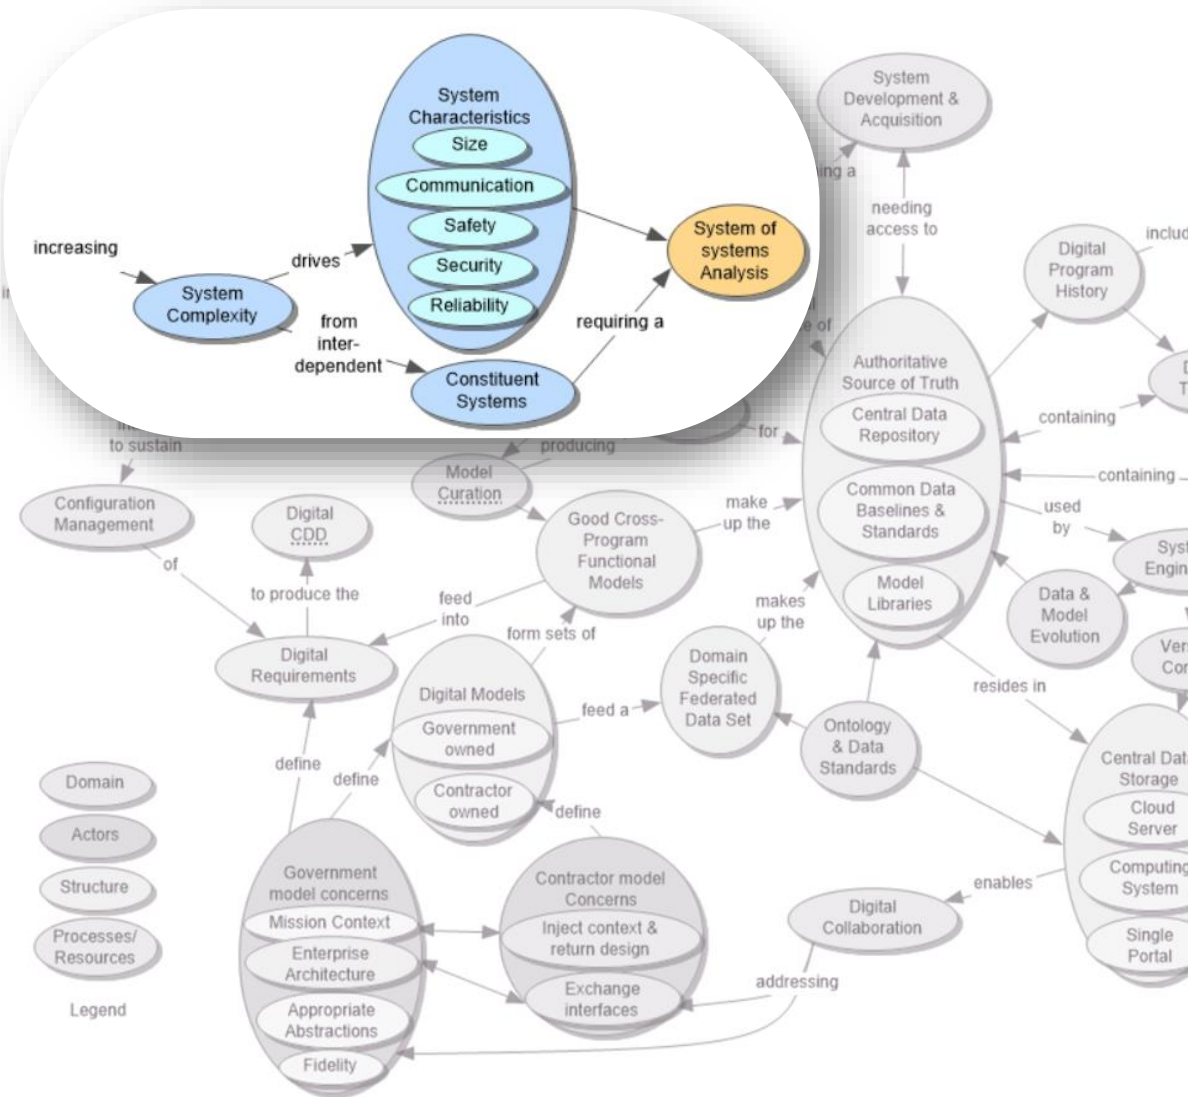 System
Characteristics
Size
Communication
Safety
Security
Reliability
increasing
drives
System
Complexity
from
inter-
dependent
Constituent
Systems
requiring a
System of
systems
Analysis
System
Development &
Acquisition
ing a
needing
access to
Digital
Program
History
includ
e of
Authoritative
Source of Truth
Central Data
Repository
Common Data
Baselines &
Standards
Model
Libraries
containing
containing
used
by
Syst
Engin
Data &
Model
Evolution
Vers
Con
for
producing
to sustain
Configuration
Management
of
Digital
CDD
to produce the
Digital
Requirements
Model
Curation
Good Cross-
Program
Functional
Models
make
up the
feed
into
form sets of
makes
up the
Domain
Specific
Federated
Data Set
Digital Models
Government
owned
Contractor
owned
feed a
Ontology
& Data
Standards
resides in
Central Data
Storage
Cloud
Server
Computing
System
Single
Portal
enables
Digital
Collaboration
addressing
define
define
define
Government
model concerns
Mission Context
Enterprise
Architecture
Appropriate
Abstractions
Fidelity
Contractor model
Concerns
Inject context &
return design
Exchange
interfaces
Domain
Actors
Structure
Processes/
Resources
Legend